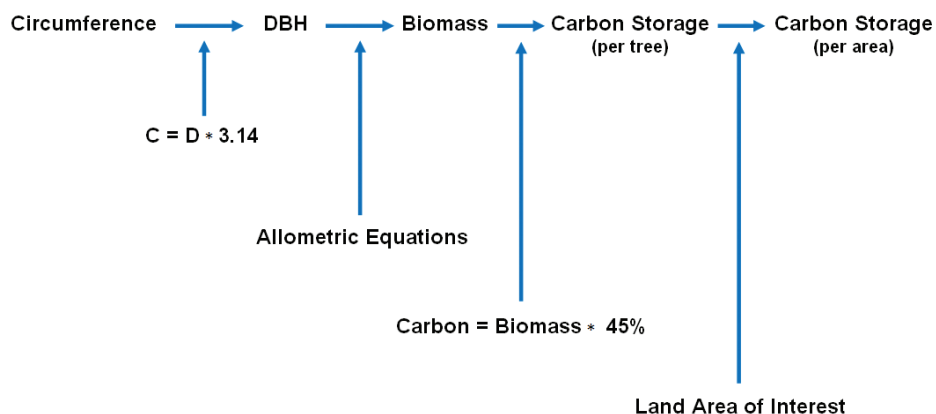 Circumference
DBH
Biomass
Carbon Storage
(per tree)
Carbon Storage
(per area)
C = D * 3.14
Allometric Equations
Carbon = Biomass * 45%
Land Area of Interest